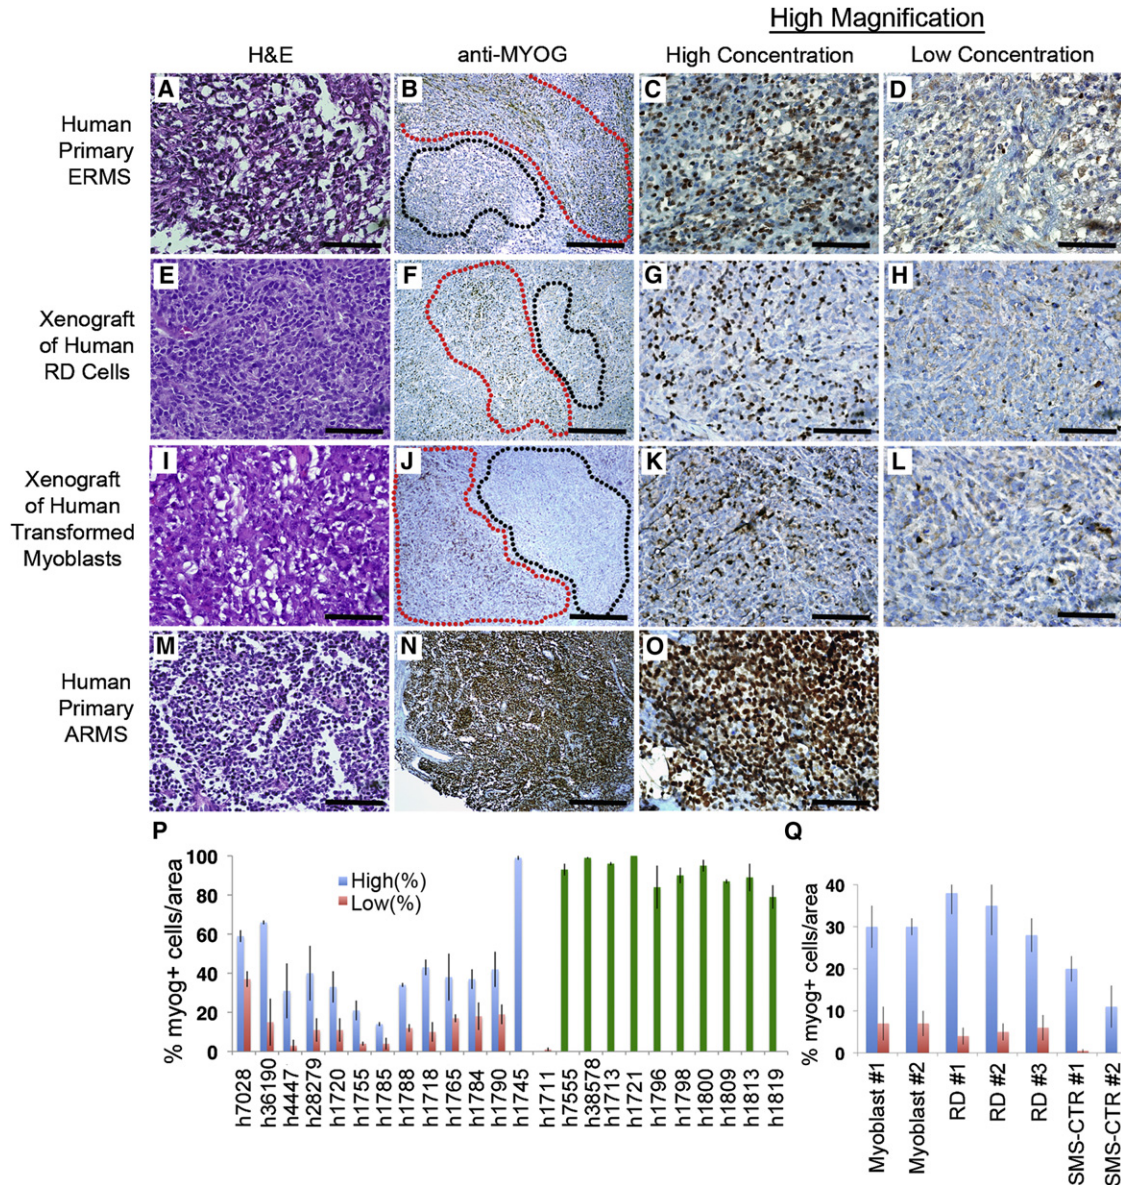 High Magnification
H&E
anti-MYOG
High Concentration
Low Concentration
Human
Primary
ERMS
A
B
C
D
Xenograft
of Human
RD Cells
E
F
G
H
Xenograft
of Human
Transformed
Myoblasts
I
J
K
L
Human
Primary
ARMS
M
N
O
P
% myog+ cells/area
100
80
60
40
20
0
High(%)
Low(%)
h7028
h36190
h4447
h28279
h1720
h1755
h1785
h1788
h1718
h1765
h1784
h1790
h1745
h1711
h7555
h38578
h1713
h1721
h1796
h1798
h1800
h1809
h1813
h1819
Q
% myog+ cells/area
40
30
20
10
0
Myoblast #1
Myoblast #2
RD #1
RD #2
RD #3
SMS-CTR #1
SMS-CTR #2